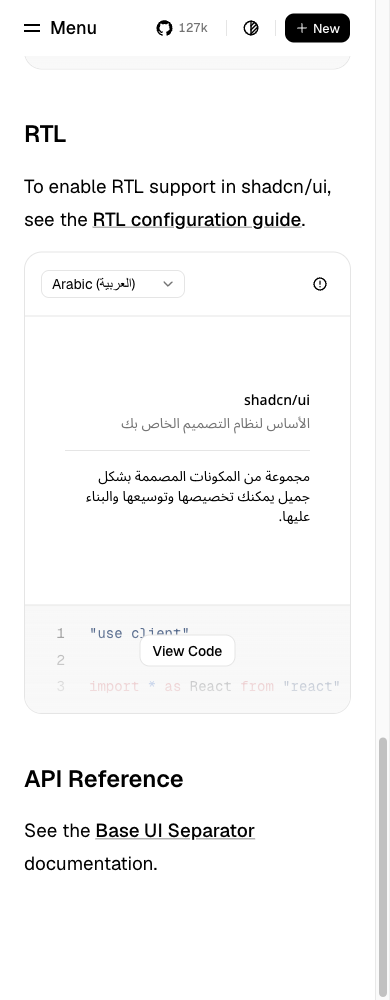 Menu
127k
New
RTL
To enable RTL support in shadcn/ui,
see the RTL configuration guide.
Arabic (العربية)
shadcn/ui
الأساس لنظام التصميم الخاص بك
مجموعة من المكونات المصممة بشكل
جميل يمكنك تخصيصها وتوسيعها والبناء
عليها.
1 "use client"
View Code
2
3 import * as React from "react"
API Reference
See the Base UI Separator
documentation.